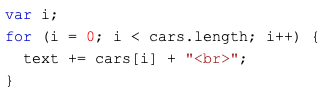 var i;
for (i = 0; i < cars.length; i++) {
  text += cars[i] + "<br>";
}